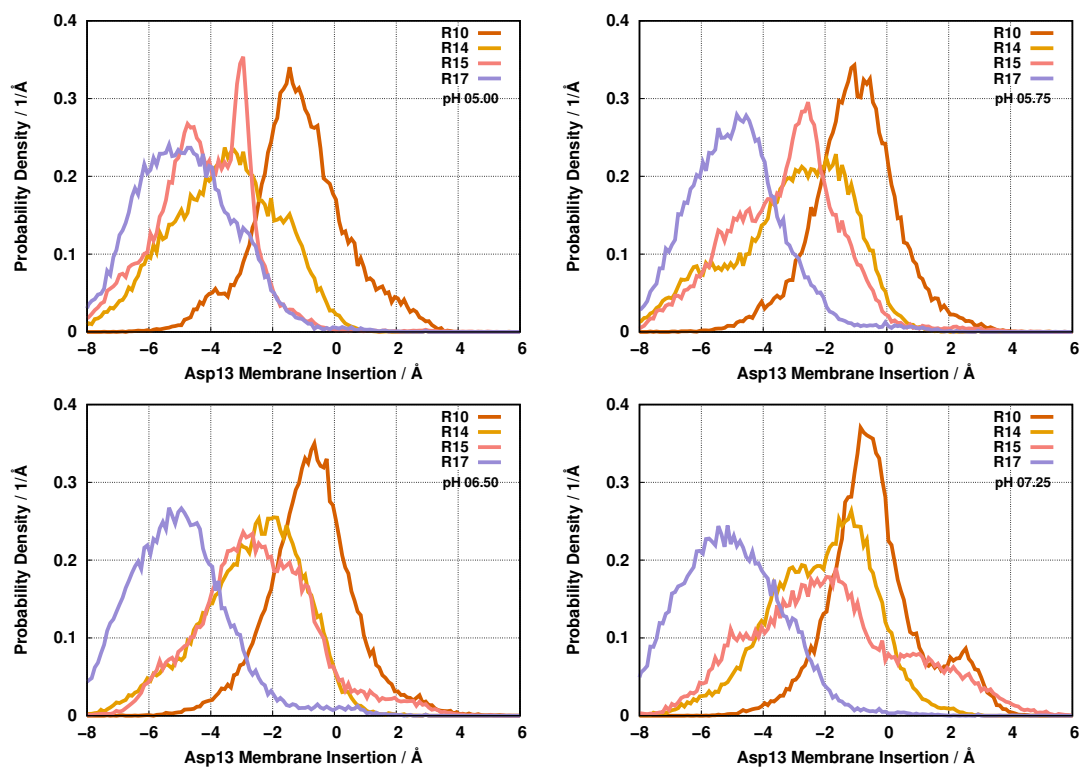 Probability Density / 1/Å
0.4
0.3
0.2
0.1
0
R10
R14
R15
R17
pH 05.00
−8 −6 −4 −2 0 2 4 6
Asp13 Membrane Insertion / Å
Probability Density / 1/Å
0.4
0.3
0.2
0.1
0
R10
R14
R15
R17
pH 05.75
−8 −6 −4 −2 0 2 4 6
Asp13 Membrane Insertion / Å
Probability Density / 1/Å
0.4
0.3
0.2
0.1
0
R10
R14
R15
R17
pH 06.50
−8 −6 −4 −2 0 2 4 6
Asp13 Membrane Insertion / Å
Probability Density / 1/Å
0.4
0.3
0.2
0.1
0
R10
R14
R15
R17
pH 07.25
−8 −6 −4 −2 0 2 4 6
Asp13 Membrane Insertion / Å